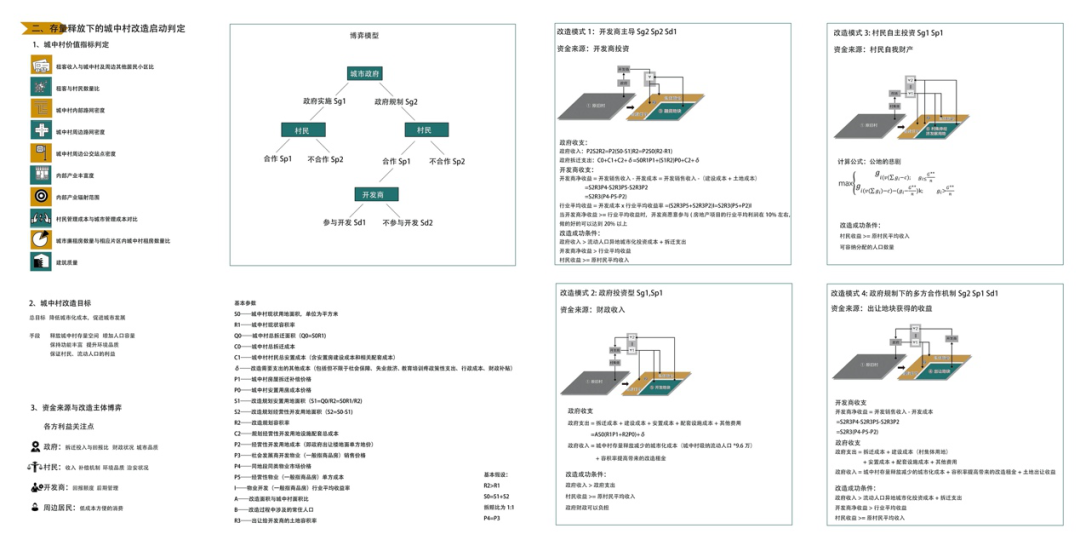 二、存量释放下的城中村改造启动判定
1、城中村价值指标判定
租客收入与城中村及周边其他居民小区比
租客与村民数量比
城中村内部路网密度
城中村周边路网密度
城中村周边公交站点密度
内部产业丰富度
内部产业辐射范围
村民管理成本与城市管理成本对比
城市廉租房数量与相应片区内城中村租房数量比
建筑质量
2、城中村改造目标
总目标 降低城市化成本，促进城市发展
手段 释放城中村存量空间 增加人口容量
保持功能丰富 提升环境品质
保证村民，流动人口的利益
3、资金来源与改造主体博弈
各方利益关注点
政府：拆迁投入与拆掘比 财政状况 城市品质
村民：收入 补偿机制 环境品质 治安状况
开发商：回报额度 后期管理
周边居民：低成本方便的消费
博弈模型
城市政府
政府实施 Sg1
政府规制 Sg2
村民
村民
合作 Sp1
不合作 Sp2
合作 Sp1
不合作 Sp2
开发商
参与开发 Sd1
不参与开发 Sd2
基本参数
S0——城中村现状用地面积，单位为平方米
R1——城中村现状容积率
Q0——城中村总拆迁面积（Q0=S0R1）
C0——城中村总拆迁成本
C1——城中村村民总安置成本（含安置房建设成本和相关配套成本）
δ——改造需要支出的其他成本（包括但不限于社会保障、失业救济、教育培训等政策性支出、行政成本、财政补贴）
P1——城中村房屋拆迁补偿价格
P0——城中村安置用房成本价格
S1——改造规划安置用地面积（S1=Q0/R2=S0R1/R2）
S2——改造规划经营性开发用地面积（S2=S0-S1）
R2——改造规划容积率
C2——规划经营性开发用地设施配套总成本
P2——经营性开发用地成本（即政府出让楼地面单方地价）
P3——社会发展商开发物业（一般指商品房）销售价格
P4——同地段同类物业市场价格
P5——经营性物业（一般指商品房）单方成本
I——物业开发（一般指商品房）行业平均收益率
A——改造面积与城中村面积比
B——改造过程中涉及的常住人口
R3——出让给开发商的土地容积率
基本假设：
R2>R1
S0=S1+S2
拆赔比为 1:1
P4=P3
改造模式 1：开发商主导 Sg2 Sp2 Sd1
资金来源：开发商投资
政府收支：
政府收入：P2S2R2=P2(S0-S1)R2=P2S0(R2-R1)
政府拆迁支出：C0+C1+C2+δ=S0R1P1+(S1R2)P0+C2+δ
开发商收支：
开发商净收益 = 开发销售收入 - 开发成本 = 开发销售收入 -（建设成本 + 土地成本）
=S2R3P4-S2R3P5-S2R3P2
=S2R3(P4-P5-P2)
行业平均收益 = 开发成本 x 行业平均收益率 =(S2R3P5+S2R3P2)I=S2R3(P5+P2)I
当开发商净收益 >= 行业平均收益时，开发商愿意参与 ( 房地产项目的行业平均利润在 10% 左右，
做的好的可以达到 20% 以上
改造成功条件：
政府收入 > 流动人口异地城市化投资成本 + 拆迁支出
开发商净收益 > 行业平均收益
村民收益 >= 原村民平均收入
改造模式 2：政府投资型 Sg1,Sp1
资金来源：财政收入
政府收支
政府支出 = 拆迁成本 + 建设成本 + 安置成本 + 配套设施成本 + 其他费用
=AS0(R1P1+R2P0)+δ
政府收入 = 城中村存量释放减少的城市化成本（城中村吸纳流动人口 *9.6 万）
+ 容积率提高带来的改造租金
改造成功条件：
政府收入 > 政府支出
村民收益 >= 原村民平均收入
政府财政可以负担
改造模式 3: 村民自主投资 Sg1 Sp1
资金来源：村民自我财产
计算公式：公地的悲剧
改造成功条件：
村民收益 >= 原村民平均收入
可容纳分配的人口数量
改造模式 4：政府规制下的多方合作机制 Sg2 Sp1 Sd1
资金来源：出让地块获得的收益
开发商收支
开发商净收益 = 开发销售收入 - 开发成本
=S2R3P4-S2R3P5-S2R3P2
=S2R3(P4-P5-P2)
政府收支
政府支出 = 拆迁成本 + 建设成本（村集体用地）
+ 安置成本 + 配套设施成本 + 其他费用
政府收入 = 城中村存量释放减少的城市化成本 + 容积率提高带来的改造租金 + 土地出让收益
改造成功条件：
政府收入 > 流动人口异地城市化投资成本 + 拆迁支出
开发商净收益 > 行业平均收益
村民收益 >= 原村民平均收入